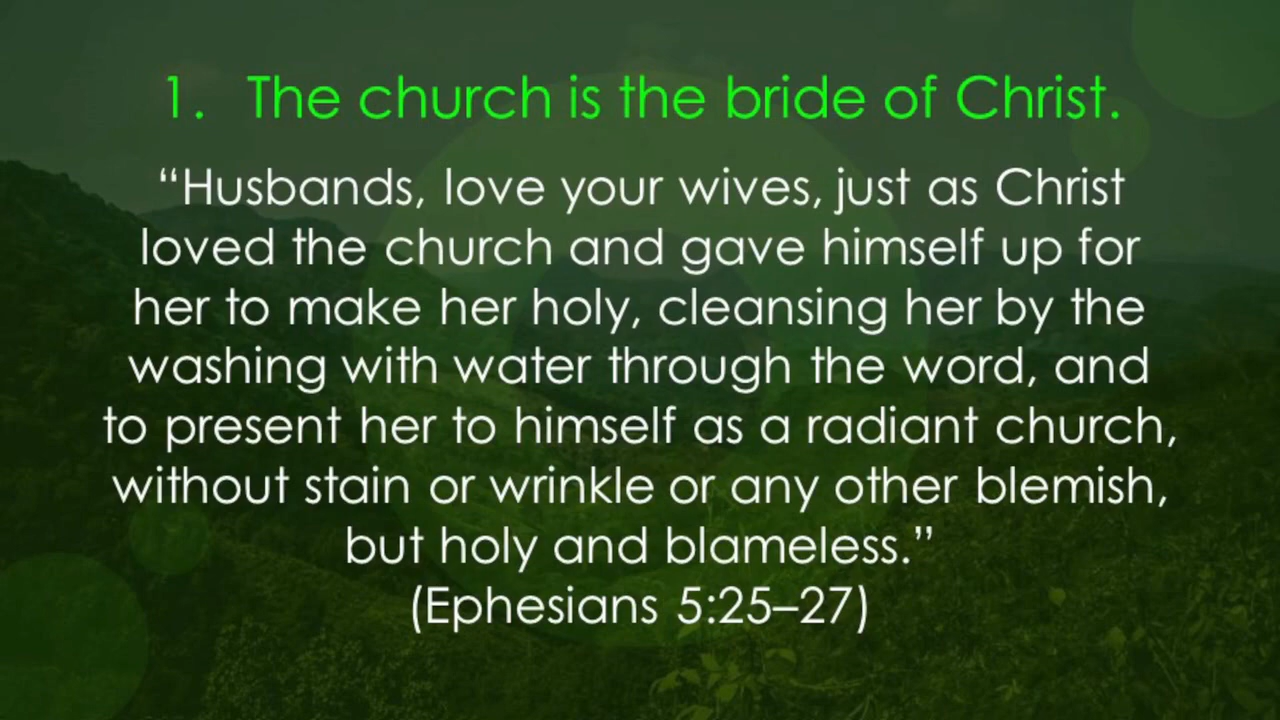 1. The church is the bride of Christ.
“Husbands, love your wives, just as Christ
loved the church and gave himself up for
her to make her holy, cleansing her by the
washing with water through the word, and
to present her to himself as a radiant church,
without stain or wrinkle or any other blemish,
but holy and blameless.”
(Ephesians 5:25–27)